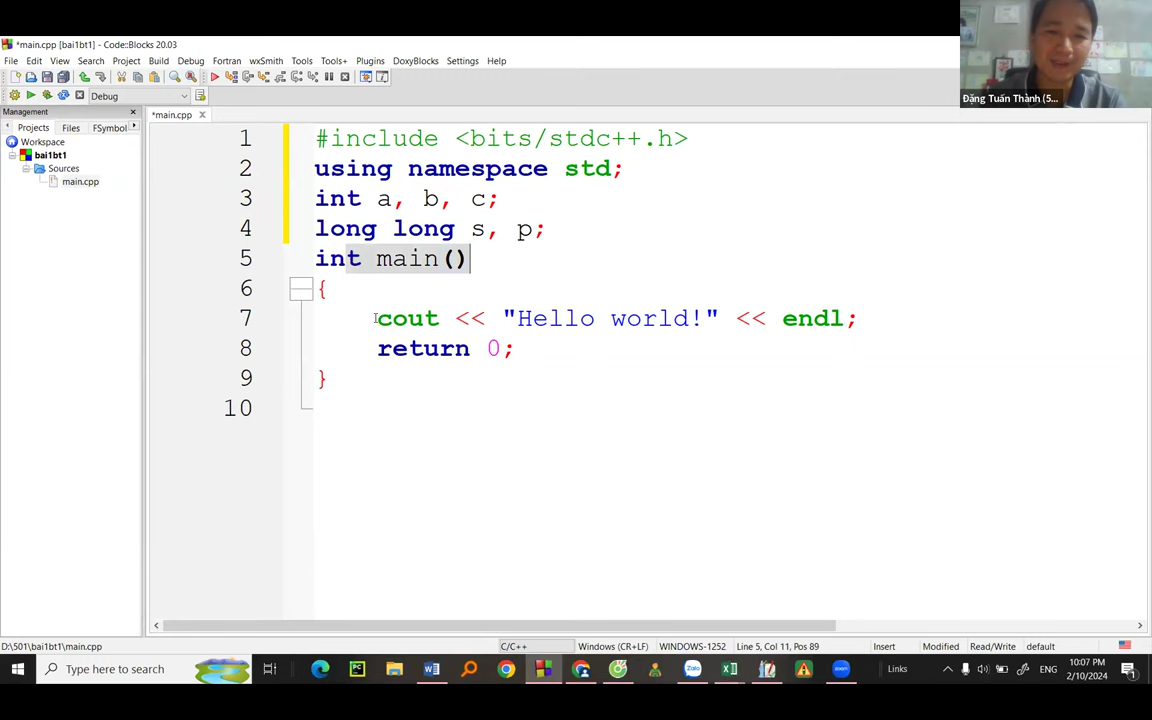 *main.cpp [bai1bt1] - Code::Blocks 20.03
File Edit View Search Project Build Debug Fortran wxSmith Tools Tools+ Plugins DoxyBlocks Settings Help
Debug
Management
Projects Files FSymbol
Workspace
bai1bt1
Sources
main.cpp
*main.cpp
1 #include <bits/stdc++.h>
2 using namespace std;
3 int a, b, c;
4 long long s, p;
5 int main()
6 {
7 cout << "Hello world!" << endl;
8 return 0;
9 }
10
Đặng Tuấn Thành (5...
D:\501\bai1bt1\main.cpp C/C++ Windows (CR+LF) WINDOWS-1252 Line 5, Col 11, Pos 89 Insert Modified Read/Write default
Type here to search
Links
ENG
10:07 PM
2/10/2024